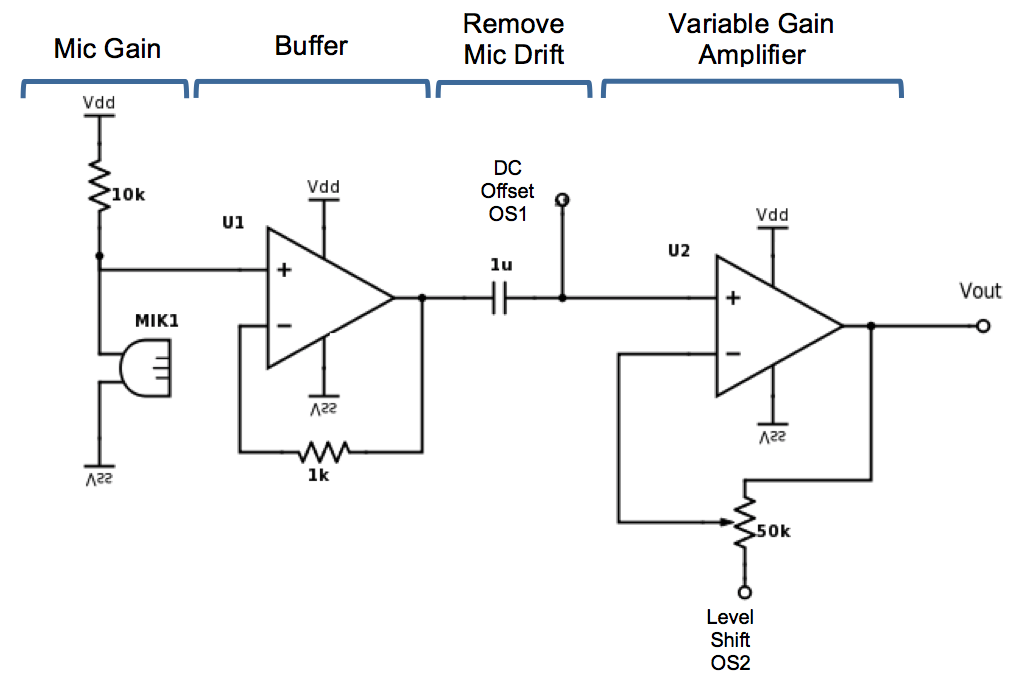 Mic Gain
Buffer
Remove
Mic Drift
Variable Gain
Amplifier
Vdd
10k
MIK1
Vss
U1
Vdd
+
−
Vss
1k
DC
Offset
OS1
1u
U2
Vdd
+
−
Vss
Vout
50k
Level
Shift
OS2